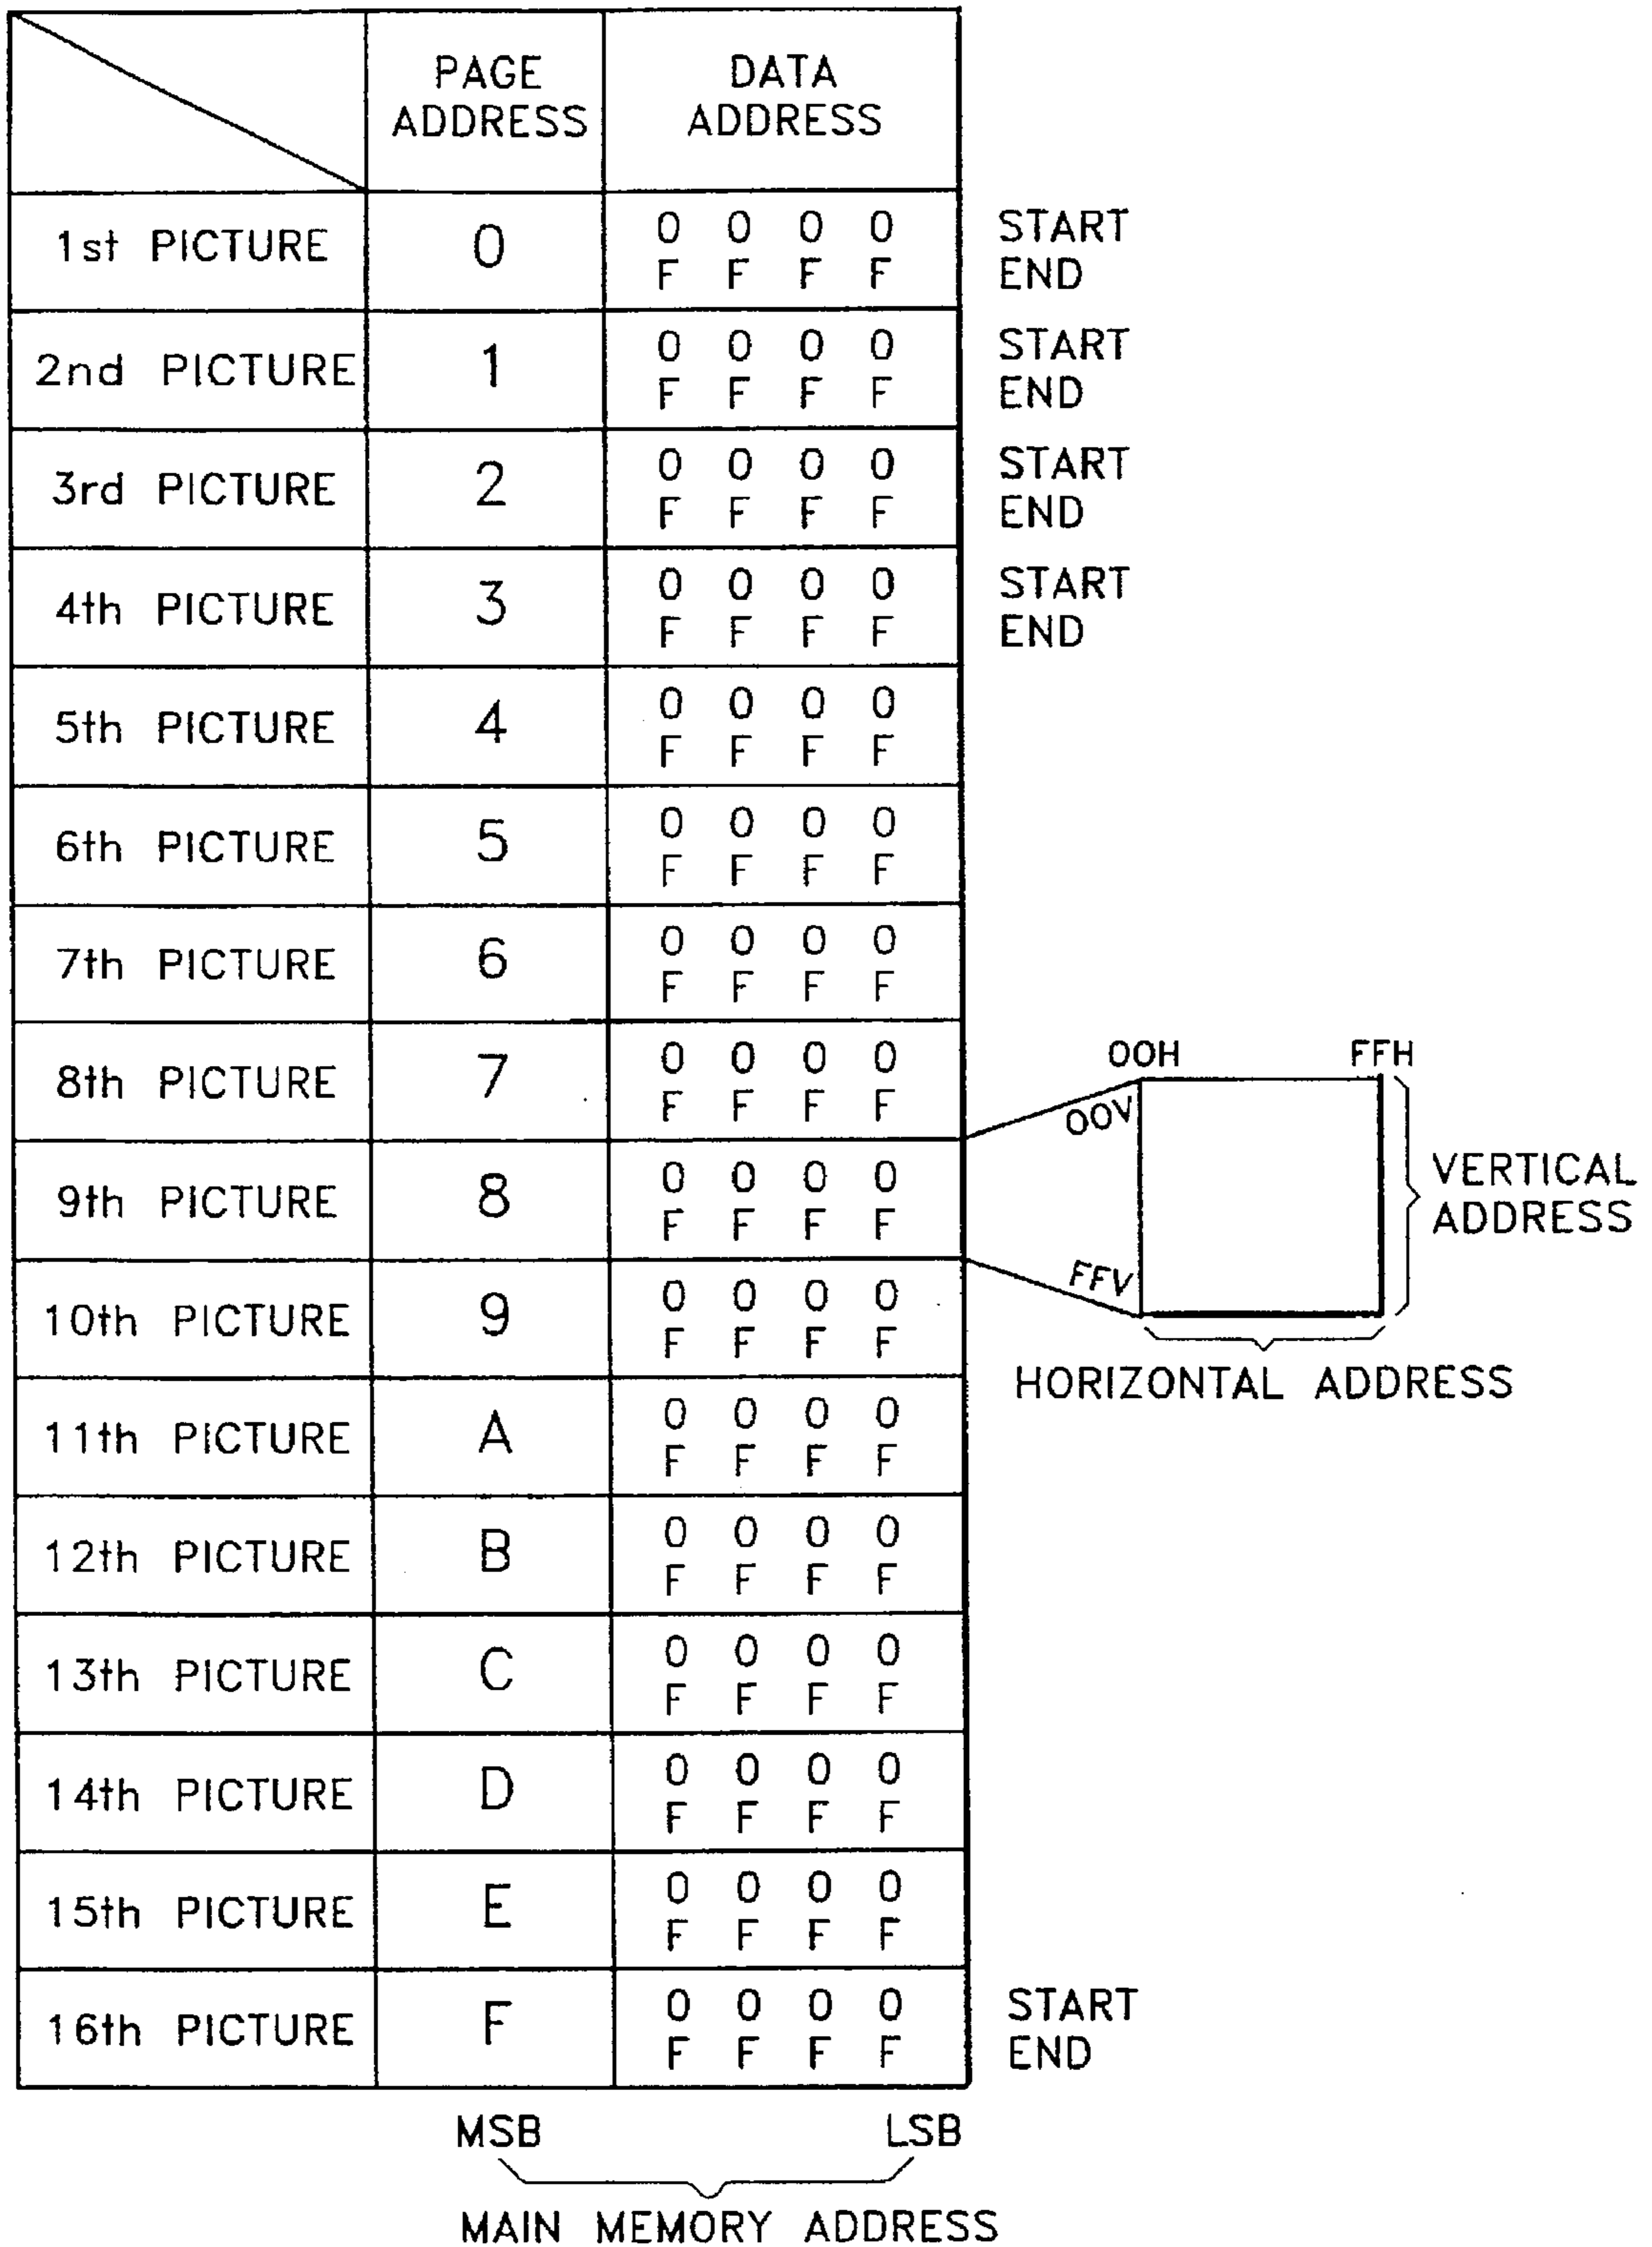 PAGE ADDRESS DATA ADDRESS
1st PICTURE 0 0 0 0 0 START
F F F F END
2nd PICTURE 1 0 0 0 0 START
F F F F END
3rd PICTURE 2 0 0 0 0 START
F F F F END
4th PICTURE 3 0 0 0 0 START
F F F F END
5th PICTURE 4 0 0 0 0
F F F F
6th PICTURE 5 0 0 0 0
F F F F
7th PICTURE 6 0 0 0 0
F F F F
8th PICTURE 7 0 0 0 0
F F F F
9th PICTURE 8 0 0 0 0
F F F F
10th PICTURE 9 0 0 0 0
F F F F
11th PICTURE A 0 0 0 0
F F F F
12th PICTURE B 0 0 0 0
F F F F
13th PICTURE C 0 0 0 0
F F F F
14th PICTURE D 0 0 0 0
F F F F
15th PICTURE E 0 0 0 0
F F F F
16th PICTURE F 0 0 0 0 START
F F F F END
00H FFH
00V
FFV
VERTICAL
ADDRESS
HORIZONTAL ADDRESS
MSB LSB
MAIN MEMORY ADDRESS